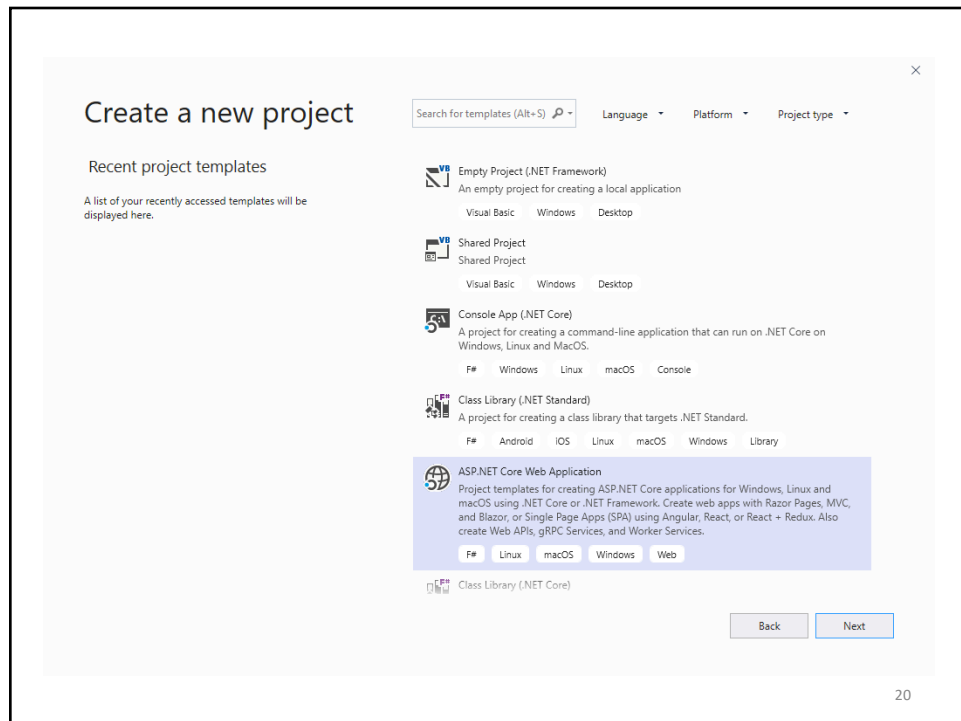 Create a new project
Search for templates (Alt+S)
Language
Platform
Project type
Recent project templates
A list of your recently accessed templates will be
displayed here.
VB
Empty Project (.NET Framework)
An empty project for creating a local application
Visual Basic Windows Desktop
VB
Shared Project
Shared Project
Visual Basic Windows Desktop
Console App (.NET Core)
A project for creating a command-line application that can run on .NET Core on
Windows, Linux and MacOS.
F# Windows Linux macOS Console
F#
Class Library (.NET Standard)
A project for creating a class library that targets .NET Standard.
F# Android iOS Linux macOS Windows Library
ASP.NET Core Web Application
Project templates for creating ASP.NET Core applications for Windows, Linux and
macOS using .NET Core or .NET Framework. Create web apps with Razor Pages, MVC,
and Blazor, or Single Page Apps (SPA) using Angular, React, or React + Redux. Also
create Web APIs, gRPC Services, and Worker Services.
F# Linux macOS Windows Web
F#
Class Library (.NET Core)
Back
Next
20